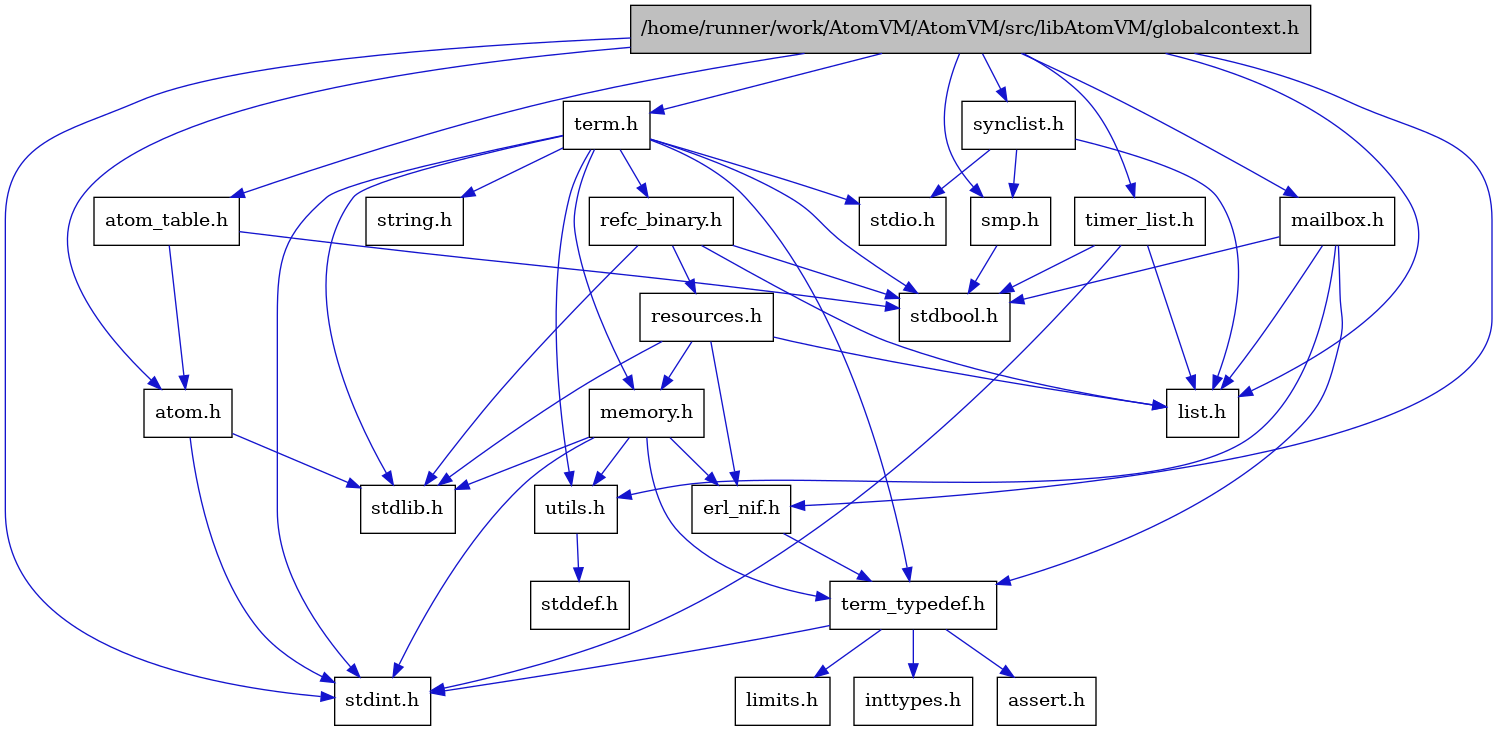 /home/runner/work/AtomVM/AtomVM/src/libAtomVM/globalcontext.h
term.h
synclist.h
atom_table.h
string.h
refc_binary.h
stdio.h
smp.h
timer_list.h
mailbox.h
resources.h
stdbool.h
atom.h
memory.h
list.h
stdlib.h
utils.h
erl_nif.h
stddef.h
term_typedef.h
stdint.h
limits.h
inttypes.h
assert.h